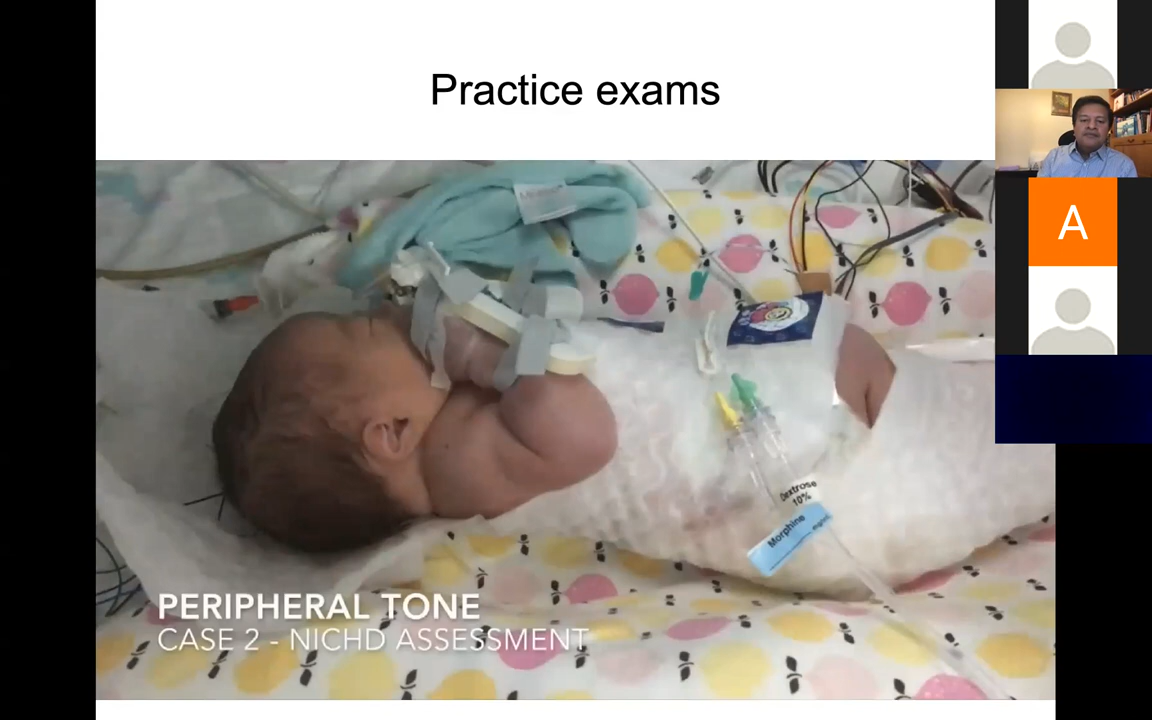 Practice exams
A
Dextrose
10%
Morphine
PERIPHERAL TONE
CASE 2 - NICHD ASSESSMENT